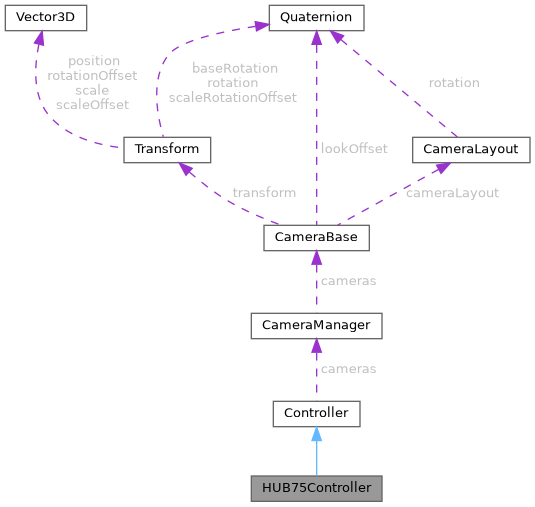 Vector3D
Quaternion
position
rotationOffset
scale
scaleOffset
baseRotation
rotation
scaleRotationOffset
rotation
Transform
lookOffset
CameraLayout
transform
cameraLayout
CameraBase
cameras
CameraManager
cameras
Controller
HUB75Controller